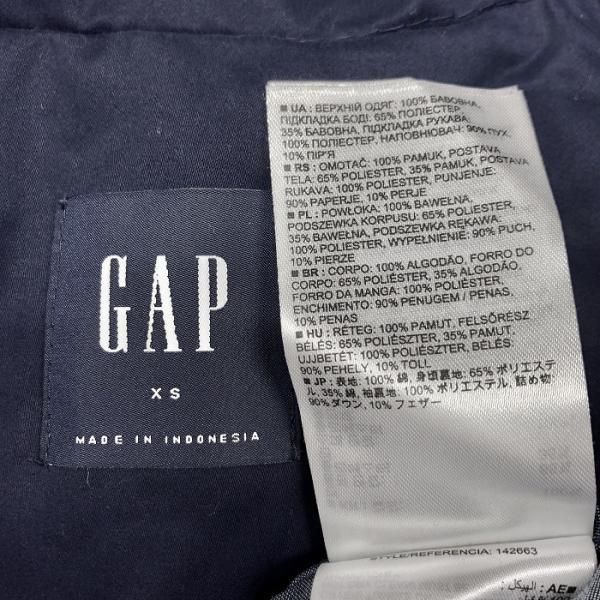 GAP
XS
MADE IN INDONESIA
■ UA : ВЕРХНІЙ ОДЯГ: 100% БАВОВНА,
ПІДКЛАДКА БОДІ: 65% ПОЛІЕСТЕР
35% БАВОВНА, ПІДКЛАДКА РУКАВА:
100% ПОЛІЕСТЕР, НАПОВНЮВАЧ: 90% ПУХ,
10% ПІР'Я
■ RS : OMOTAČ: 100% PAMUK, POSTAVA
TELA: 65% POLIESTER, 35% PAMUK, POSTAVA
RUKAVA: 100% POLIESTER, PUNJENJE:
90% PAPERJE, 10% PERJE
■ PL : POWŁOKA: 100% BAWEŁNA,
PODSZEWKA KORPUSU: 65% POLIESTER,
35% BAWEŁNA, PODSZEWKA RĘKAWA:
100% POLIESTER, WYPEŁNIENIE: 90% PUCH,
10% PIERZE
■ BR : CORPO: 100% ALGODÃO, FORRO DO
CORPO: 65% POLIÉSTER, 35% ALGODÃO,
FORRO DA MANGA: 100% POLIÉSTER,
ENCHIMENTO: 90% PENUGEM / PENAS,
10% PENAS
■ HU : RÉTEG: 100% PAMUT, FELSŐRÉSZ
BÉLÉS: 65% POLIÉSZTER, 35% PAMUT,
UJJBETÉT: 100% POLIÉSZTER, BÉLÉS:
90% PEHELY, 10% TOLL
■ JP : 表地: 100% 綿, 身頃裏地: 65% ポリエステ
ル, 35% 綿, 袖裏地: 100% ポリエステル, 詰め物:
90% ダウン, 10% フェザー
STYLE/REFERENCIA: 142663
■ AE : الهيكل: